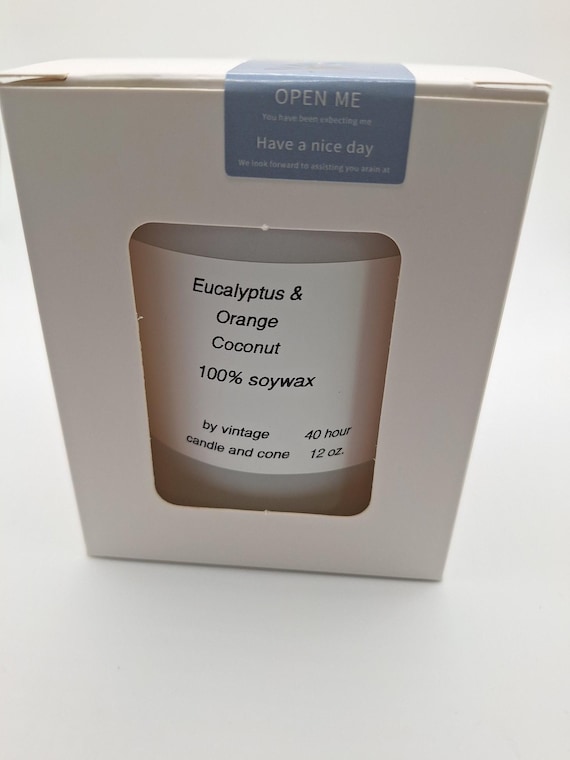 OPEN ME
You have been expecting me
Have a nice day
We look forward to assisting you again at
Eucalyptus &
Orange
Coconut
100% soywax
by vintage 40 hour
candle and cone 12 oz.